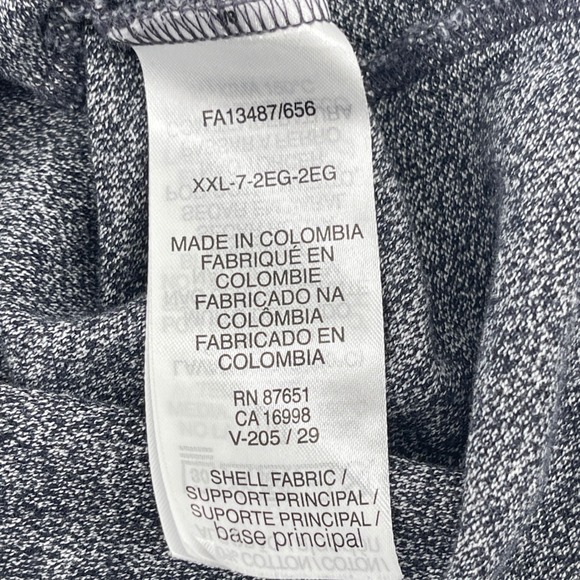 FA13487/656
XXL-7-2EG-2EG
MADE IN COLOMBIA
FABRIQUÉ EN
COLOMBIE
FABRICADO NA
COLÔMBIA
FABRICADO EN
COLOMBIA
RN 87651
CA 16998
V-205 / 29
SHELL FABRIC /
SUPPORT PRINCIPAL /
SUPORTE PRINCIPAL /
base principal